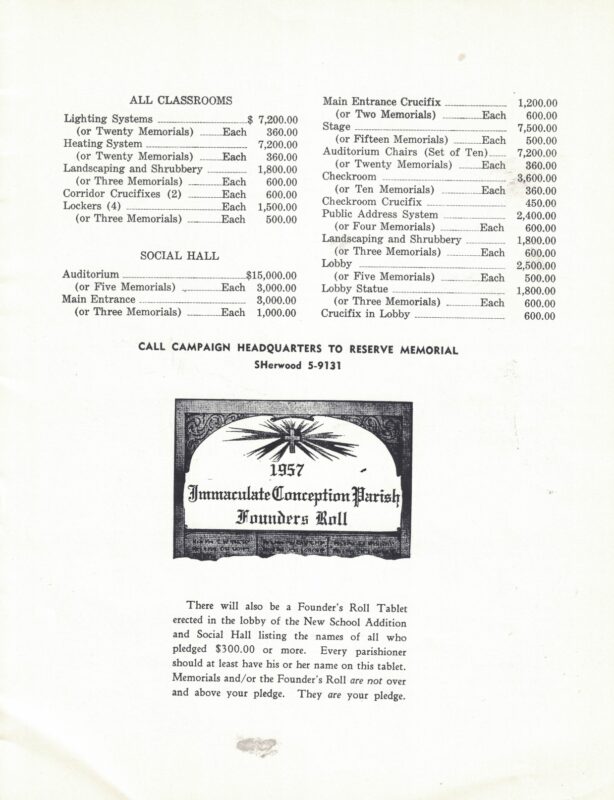 ALL CLASSROOMS
Lighting Systems $ 7,200.00
(or Twenty Memorials) Each 360.00
Heating System 7,200.00
(or Twenty Memorials) Each 360.00
Landscaping and Shrubbery 1,800.00
(or Three Memorials) Each 600.00
Corridor Crucifixes (2) Each 600.00
Lockers (4) Each 1,500.00
(or Three Memorials) Each 500.00
SOCIAL HALL
Auditorium $15,000.00
(or Five Memorials) Each 3,000.00
Main Entrance 3,000.00
(or Three Memorials) Each 1,000.00
Main Entrance Crucifix 1,200.00
(or Two Memorials) Each 600.00
Stage 7,500.00
(or Fifteen Memorials) Each 500.00
Auditorium Chairs (Set of Ten) 7,200.00
(or Twenty Memorials) Each 360.00
Checkroom 3,600.00
(or Ten Memorials) Each 360.00
Checkroom Crucifix 450.00
Public Address System 2,400.00
(or Four Memorials) Each 600.00
Landscaping and Shrubbery 1,800.00
(or Three Memorials) Each 600.00
Lobby 2,500.00
(or Five Memorials) Each 500.00
Lobby Statue 1,800.00
(or Three Memorials) Each 600.00
Crucifix in Lobby 600.00
CALL CAMPAIGN HEADQUARTERS TO RESERVE MEMORIAL
SHerwood 5-9131
1957
Immaculate Conception Parish
Founders Roll
There will also be a Founder's Roll Tablet
erected in the lobby of the New School Addition
and Social Hall listing the names of all who
pledged $300.00 or more. Every parishioner
should at least have his or her name on this tablet.
Memorials and/or the Founder's Roll are not over
and above your pledge. They are your pledge.